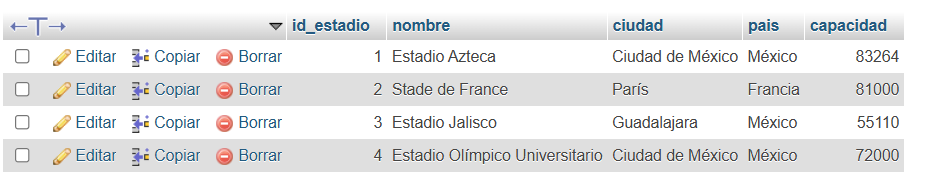 ←T→ id_estadio nombre ciudad pais capacidad
Editar Copiar Borrar 1 Estadio Azteca Ciudad de México México 83264
Editar Copiar Borrar 2 Stade de France París Francia 81000
Editar Copiar Borrar 3 Estadio Jalisco Guadalajara México 55110
Editar Copiar Borrar 4 Estadio Olímpico Universitario Ciudad de México México 72000